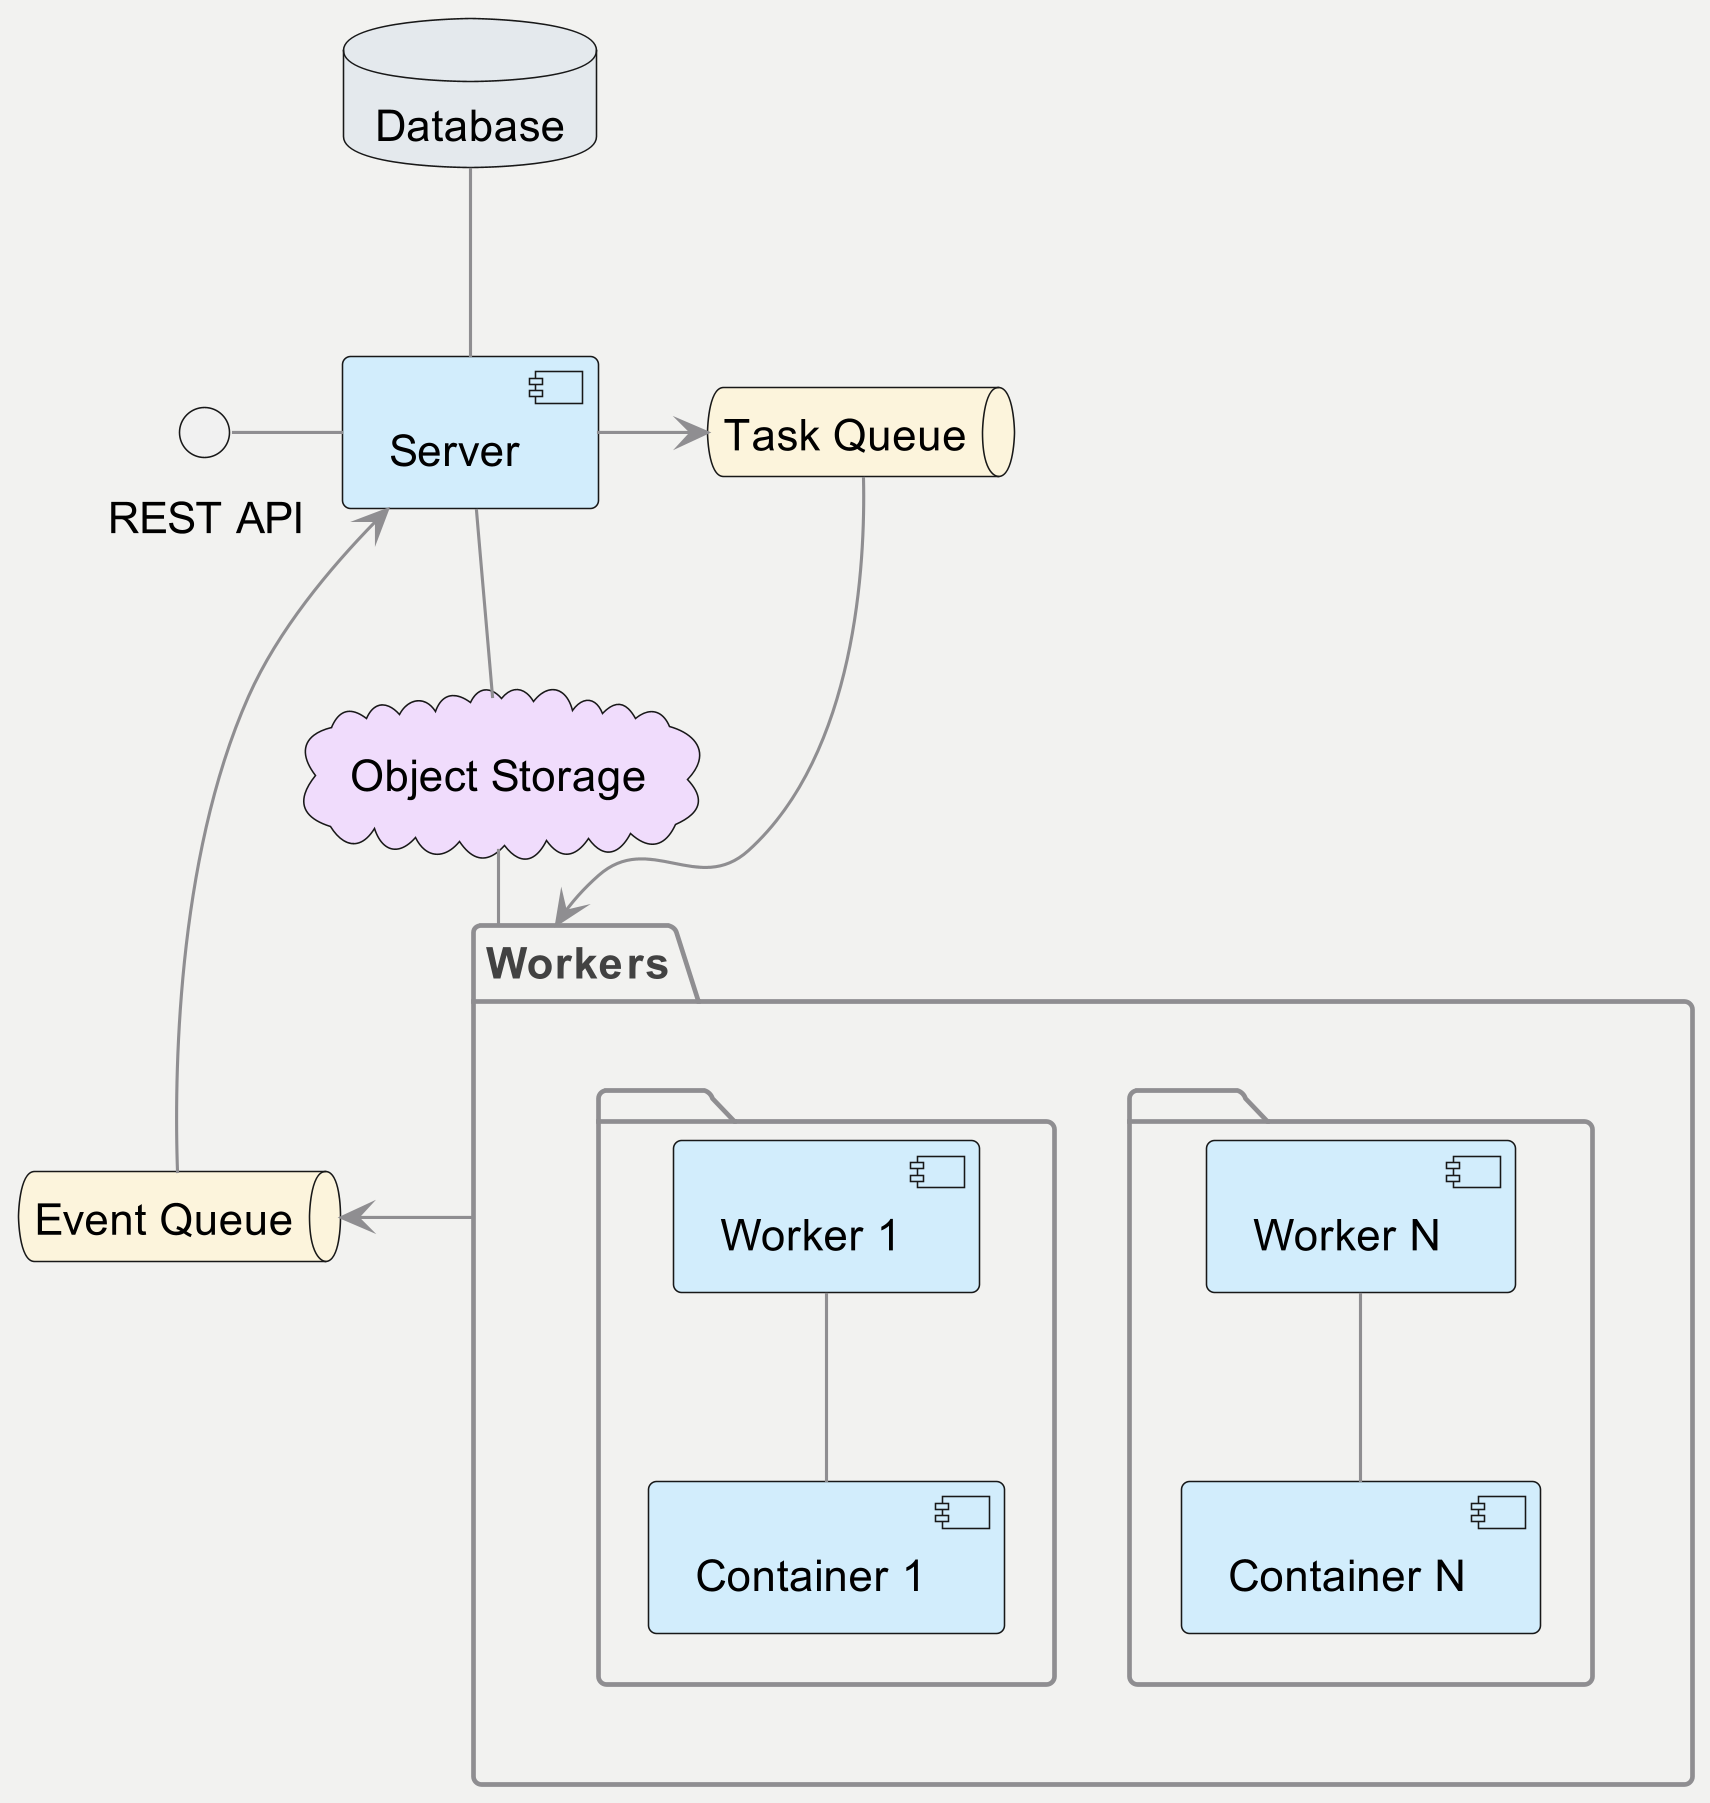 Database
Server
Task Queue
REST API
Object Storage
Workers
Event Queue
Worker 1
Worker N
Container 1
Container N